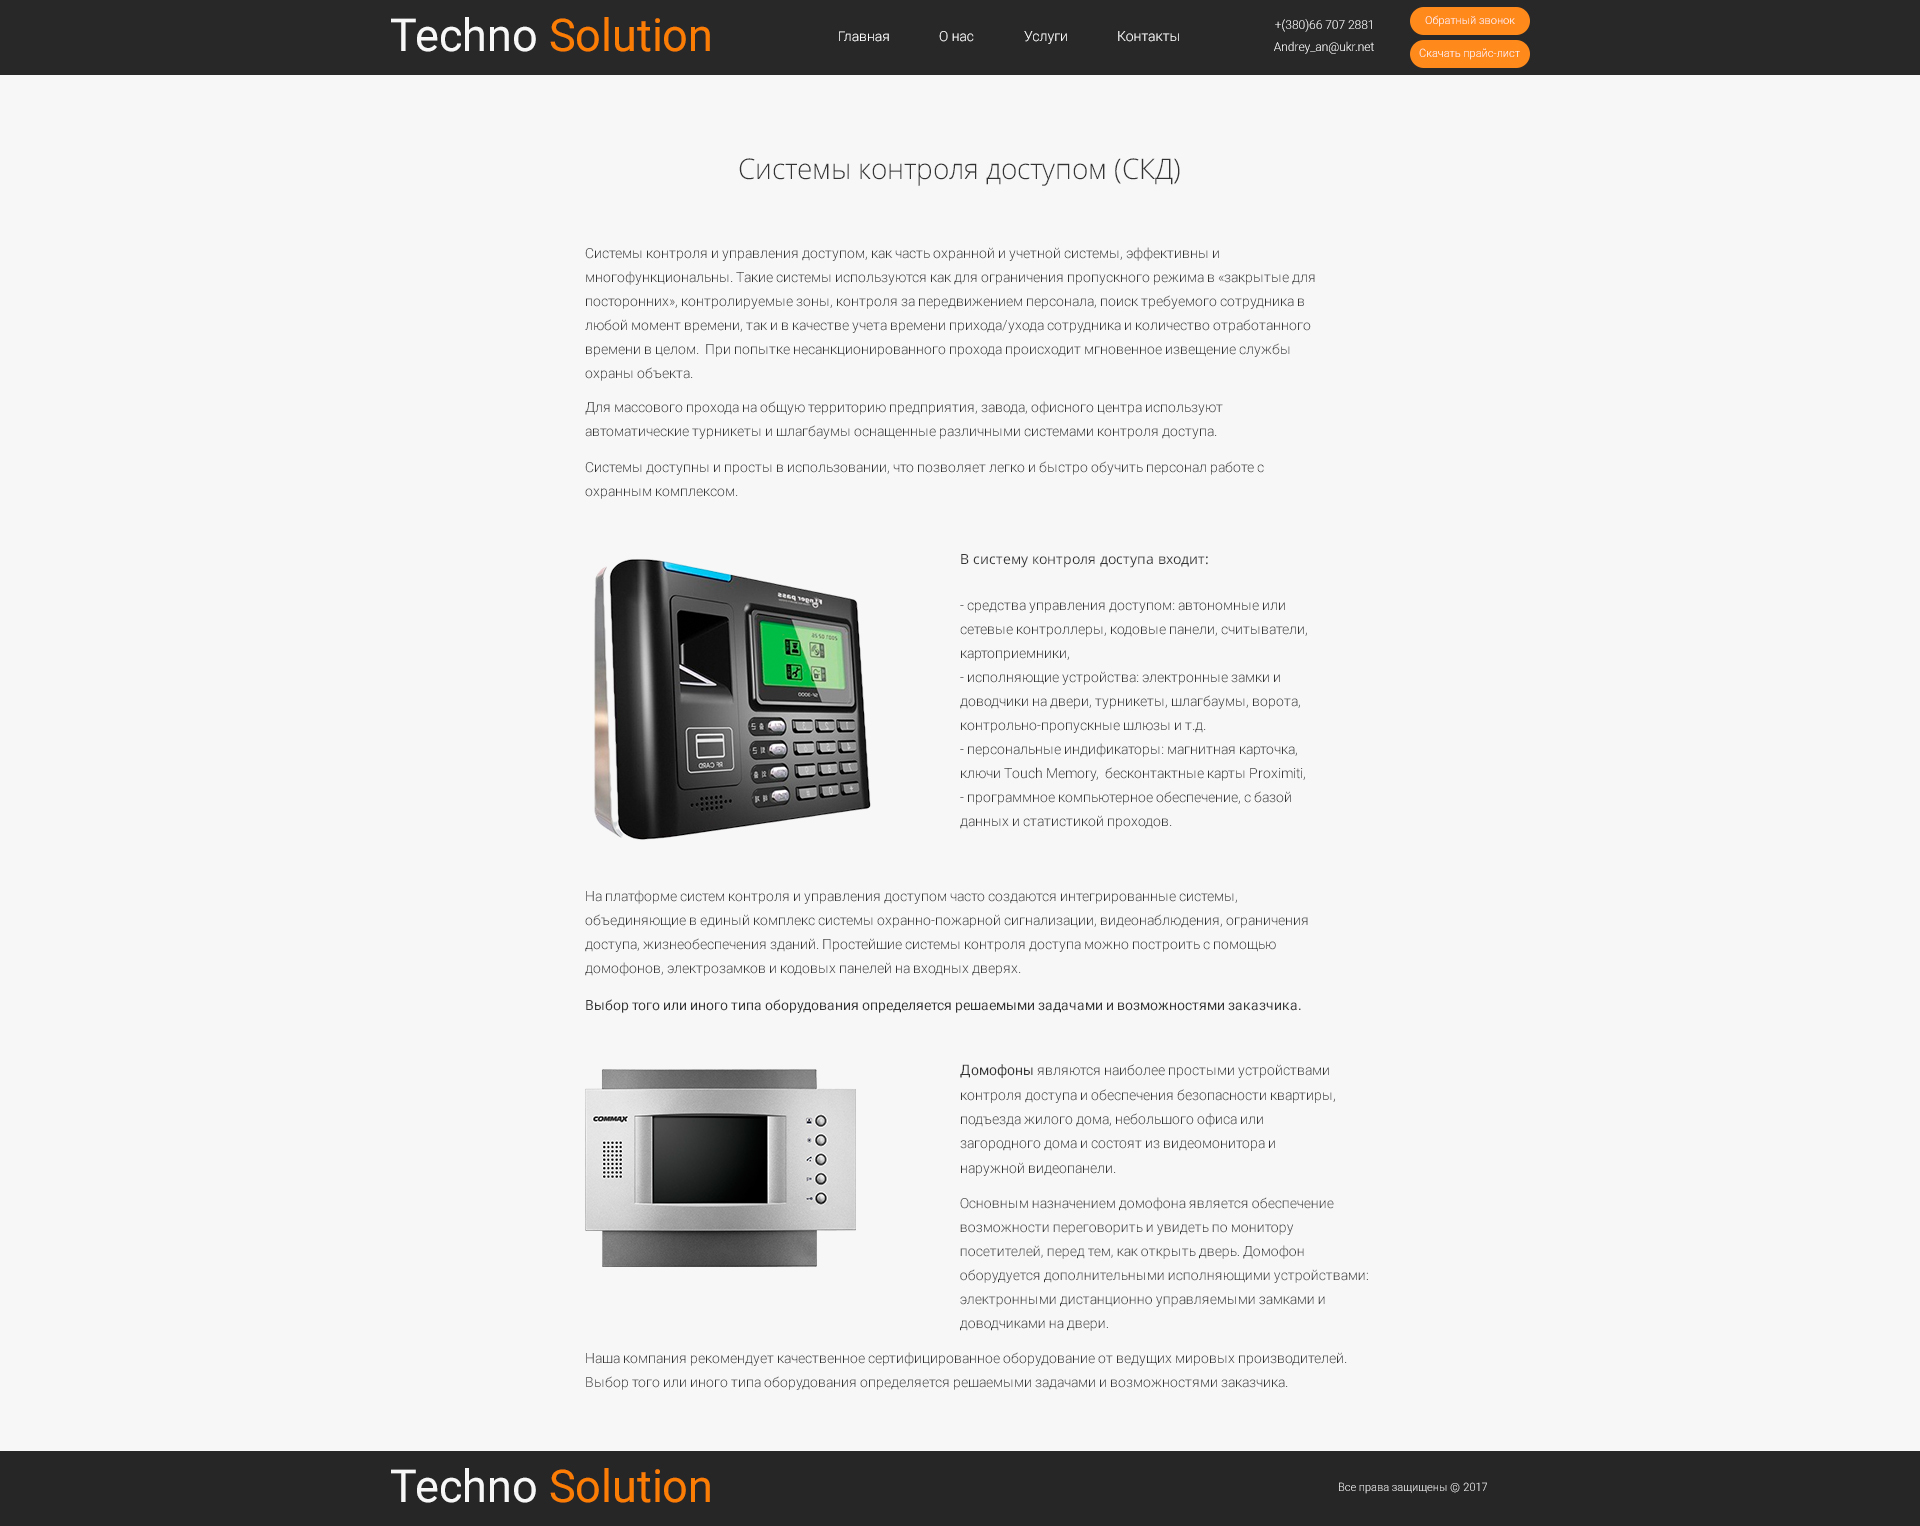 Techno Solution
Главная
О нас
Услуги
Контакты
+(380)66 707 2881
Andrey_an@ukr.net
Обратный звонок
Скачать прайс-лист
Системы контроля доступом (СКД)
Системы контроля и управления доступом, как часть охранной и учетной системы, эффективны и
многофункциональны. Такие системы используются как для ограничения пропускного режима в «закрытые для
посторонних», контролируемые зоны, контроля за передвижением персонала, поиск требуемого сотрудника в
любой момент времени, так и в качестве учета времени прихода/ухода сотрудника и количество отработанного
времени в целом.  При попытке несанкционированного прохода происходит мгновенное извещение службы
охраны объекта.
Для массового прохода на общую территорию предприятия, завода, офисного центра используют
автоматические турникеты и шлагбаумы оснащенные различными системами контроля доступа.
Системы доступны и просты в использовании, что позволяет легко и быстро обучить персонал работе с
охранным комплексом.
Finger pass
RF CARD
В систему контроля доступа входит:
- средства управления доступом: автономные или
сетевые контроллеры, кодовые панели, считыватели,
картоприемники,
- исполняющие устройства: электронные замки и
доводчики на двери, турникеты, шлагбаумы, ворота,
контрольно-пропускные шлюзы и т.д.
- персональные индификаторы: магнитная карточка,
ключи Touch Memory,  бесконтактные карты Proximiti,
- программное компьютерное обеспечение, с базой
данных и статистикой проходов.
На платформе систем контроля и управления доступом часто создаются интегрированные системы,
объединяющие в единый комплекс системы охранно-пожарной сигнализации, видеонаблюдения, ограничения
доступа, жизнеобеспечения зданий. Простейшие системы контроля доступа можно построить с помощью
домофонов, электрозамков и кодовых панелей на входных дверях.
Выбор того или иного типа оборудования определяется решаемыми задачами и возможностями заказчика.
COMMAX
Домофоны являются наиболее простыми устройствами
контроля доступа и обеспечения безопасности квартиры,
подъезда жилого дома, небольшого офиса или
загородного дома и состоят из видеомонитора и
наружной видеопанели.
Основным назначением домофона является обеспечение
возможности переговорить и увидеть по монитору
посетителей, перед тем, как открыть дверь. Домофон
оборудуется дополнительными исполняющими устройствами:
электронными дистанционно управляемыми замками и
доводчиками на двери.
Наша компания рекомендует качественное сертифицированное оборудование от ведущих мировых производителей.
Выбор того или иного типа оборудования определяется решаемыми задачами и возможностями заказчика.
Techno Solution
Все права защищены © 2017